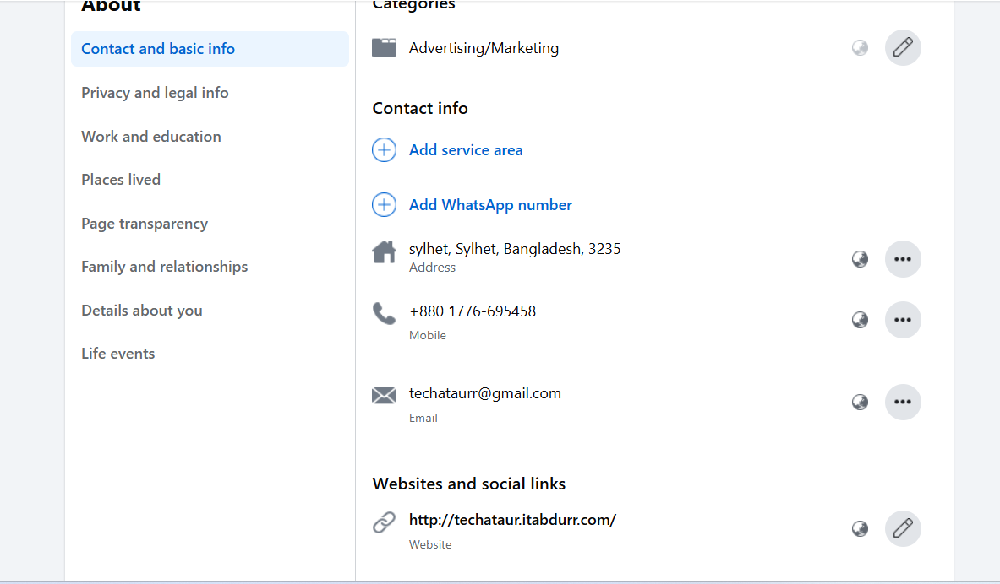 About
Contact and basic info
Privacy and legal info
Work and education
Places lived
Page transparency
Family and relationships
Details about you
Life events
Categories
Advertising/Marketing
Contact info
Add service area
Add WhatsApp number
sylhet, Sylhet, Bangladesh, 3235
Address
+880 1776-695458
Mobile
techataurr@gmail.com
Email
Websites and social links
http://techataur.itabdurr.com/
Website